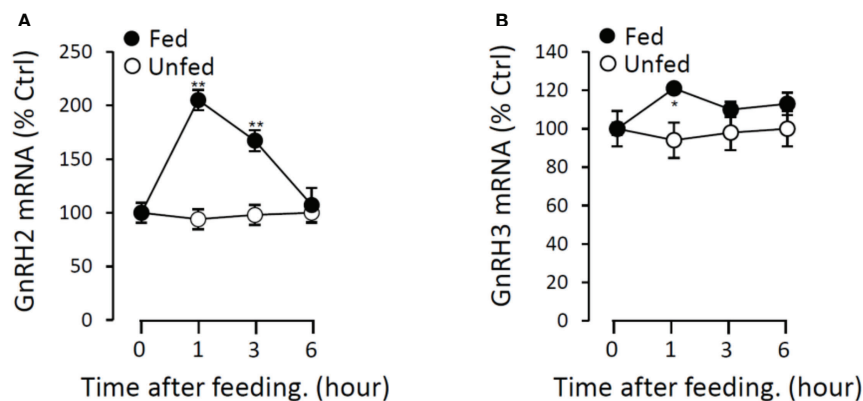 A
Fed
Unfed
GnRH2 mRNA (% Ctrl)
250
200
150
100
50
0
**
**
0 1 3 6
Time after feeding. (hour)
B
Fed
Unfed
GnRH3 mRNA (% Ctrl)
140
120
100
80
60
40
20
0
*
0 1 3 6
Time after feeding. (hour)